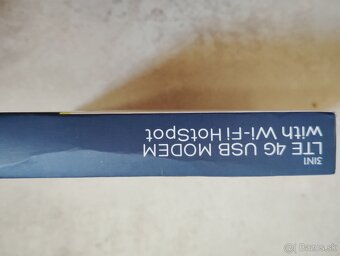 3IN1
LTE 4G USB MODEM
with Wi-Fi HotSpot
Bazos.sk